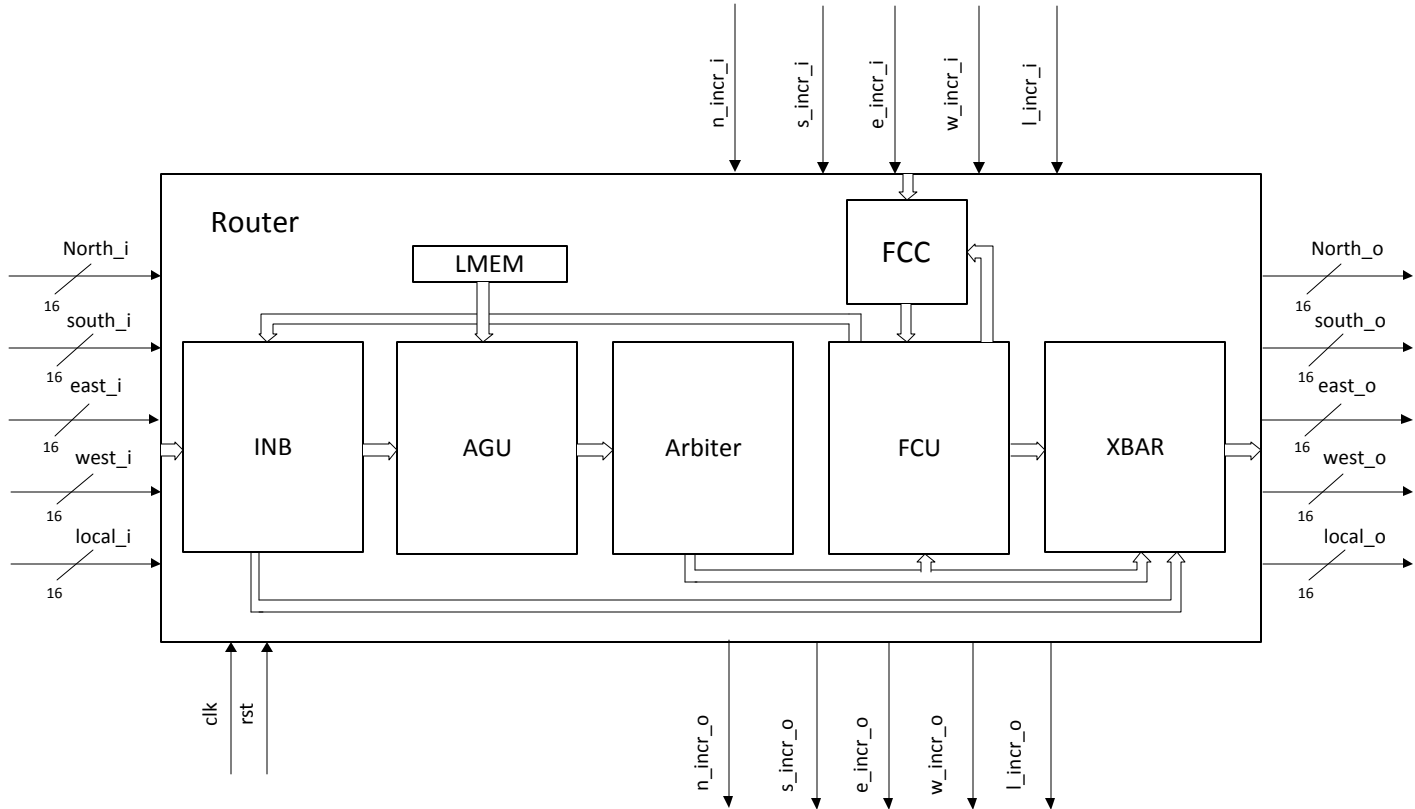 n_incr_i
s_incr_i
e_incr_i
w_incr_i
l_incr_i
Router
FCC
LMEM
North_i
16
south_i
16
east_i
16
west_i
16
local_i
16
INB
AGU
Arbiter
FCU
XBAR
North_o
16
south_o
16
east_o
16
west_o
16
local_o
16
clk
rst
n_incr_o
s_incr_o
e_incr_o
w_incr_o
l_incr_o